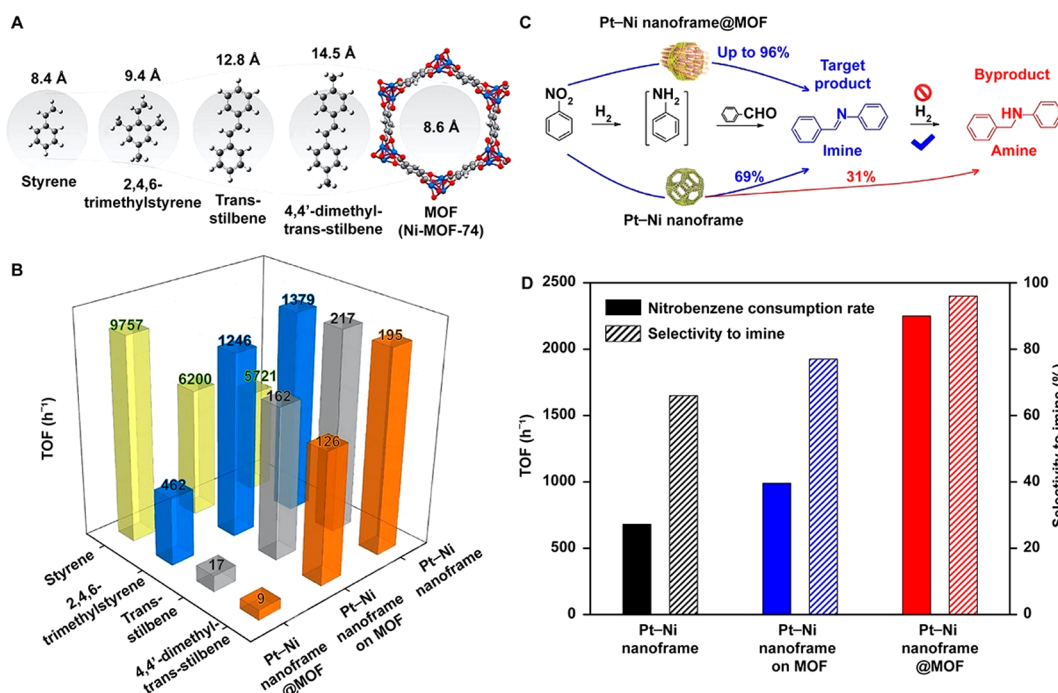 A
8.4 Å
9.4 Å
12.8 Å
14.5 Å
8.6 Å
Styrene
2,4,6-
trimethylstyrene
Trans-
stilbene
4,4'-dimethyl-
trans-stilbene
MOF
(Ni-MOF-74)
C
Pt–Ni nanoframe@MOF
Up to 96%
Target
product
Byproduct
NO2
H2
NH2
CHO
N
Imine
H2
HN
Amine
69%
31%
Pt–Ni nanoframe
B
TOF (h⁻¹)
9757
6200
5721
462
1246
1379
17
162
217
9
126
195
Styrene
2,4,6-
trimethylstyrene
Trans-
stilbene
4,4'-dimethyl-
trans-stilbene
Pt–Ni
nanoframe
@MOF
Pt–Ni
nanoframe
on MOF
Pt–Ni
nanoframe
D
TOF (h⁻¹)
2500
2000
1500
1000
500
0
Nitrobenzene consumption rate
Selectivity to imine
100
80
60
40
20
0
Selectivity to imine (%)
Pt–Ni
nanoframe
Pt–Ni
nanoframe
on MOF
Pt–Ni
nanoframe
@MOF